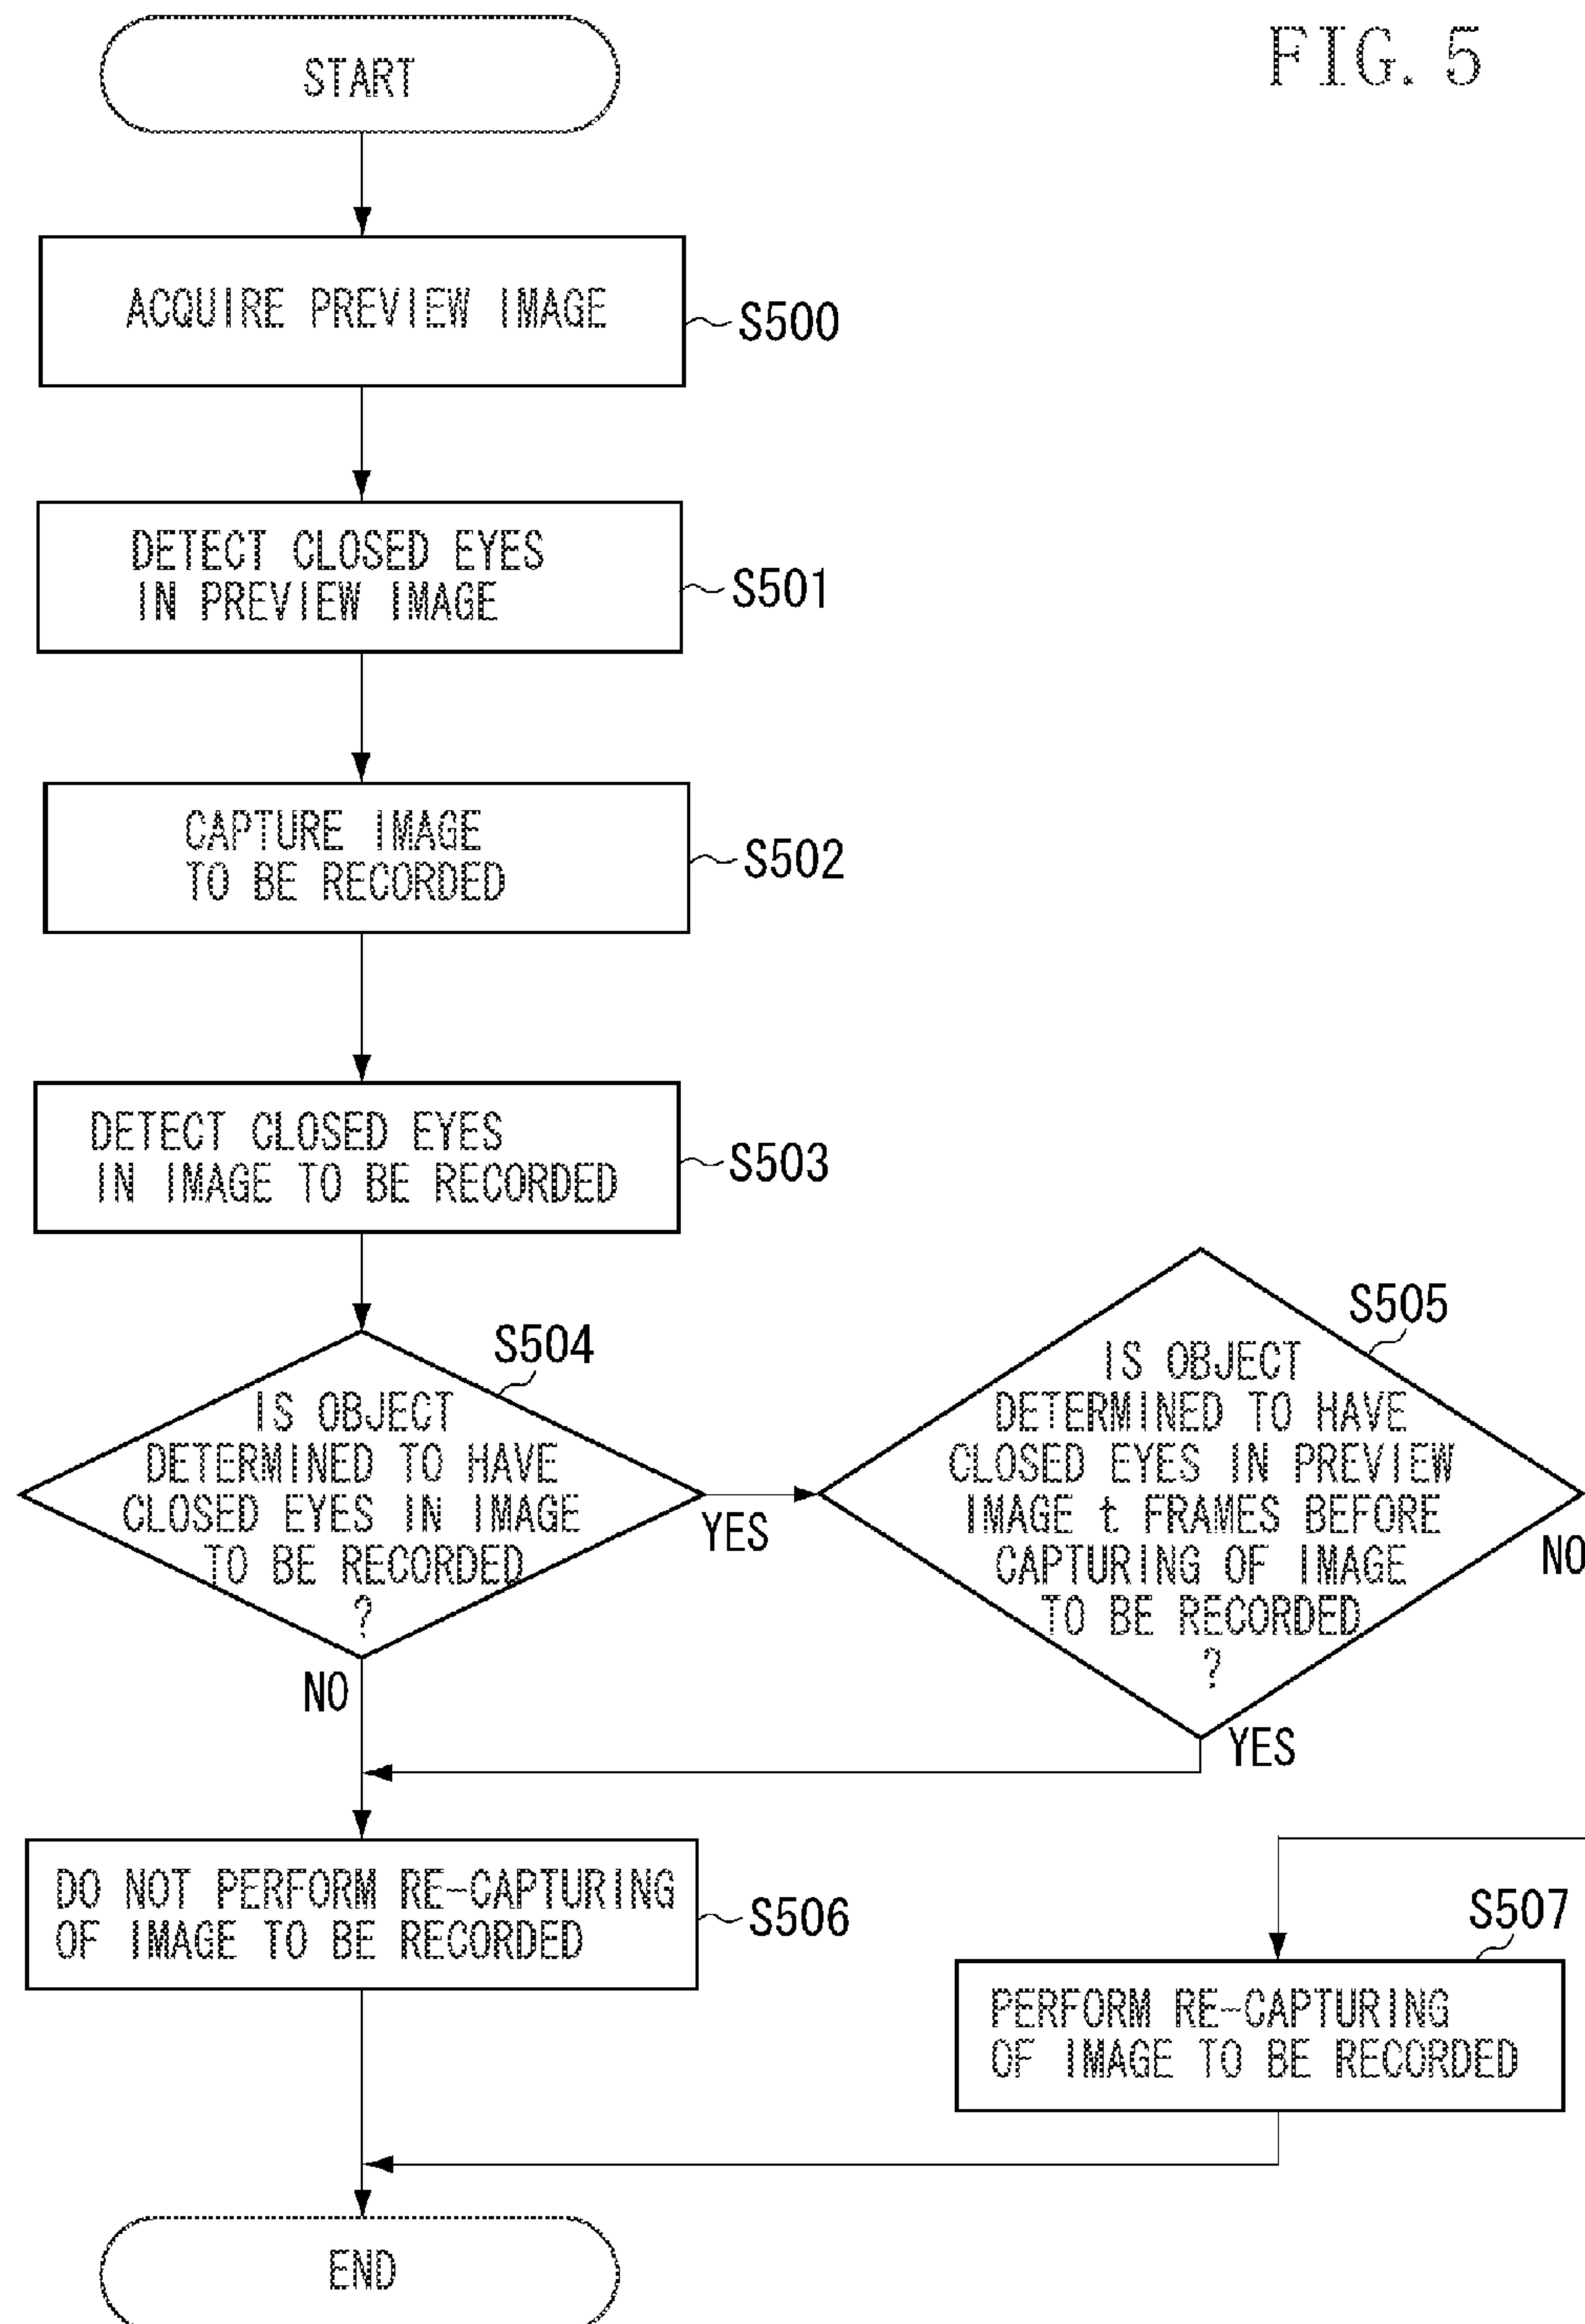 FIG. 5
START
ACQUIRE PREVIEW IMAGE
S500
DETECT CLOSED EYES
IN PREVIEW IMAGE
S501
CAPTURE IMAGE
TO BE RECORDED
S502
DETECT CLOSED EYES
IN IMAGE TO BE RECORDED
S503
S504
IS OBJECT
DETERMINED TO HAVE
CLOSED EYES IN IMAGE
TO BE RECORDED
?
YES
NO
S505
IS OBJECT
DETERMINED TO HAVE
CLOSED EYES IN PREVIEW
IMAGE t FRAMES BEFORE
CAPTURING OF IMAGE
TO BE RECORDED
?
NO
YES
DO NOT PERFORM RE-CAPTURING
OF IMAGE TO BE RECORDED
S506
S507
PERFORM RE-CAPTURING
OF IMAGE TO BE RECORDED
END